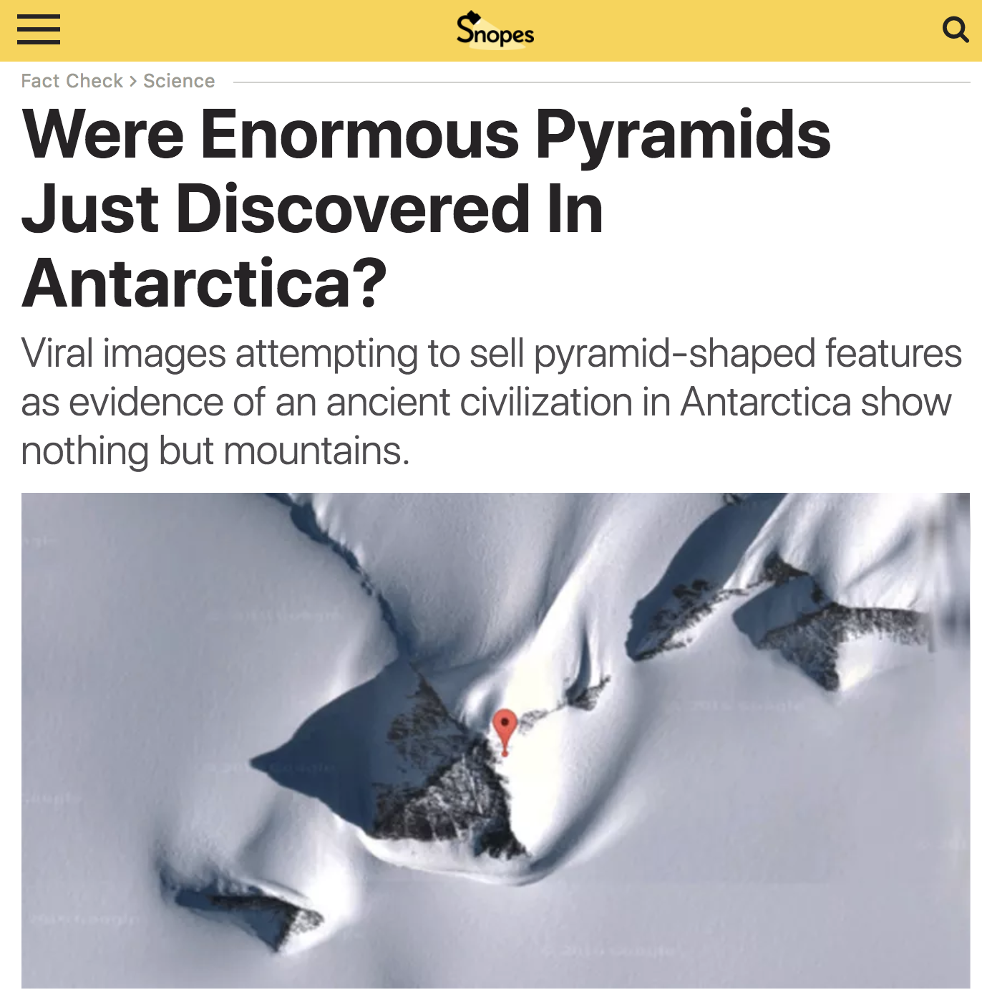 Snopes
Fact Check > Science
Were Enormous Pyramids
Just Discovered In
Antarctica?
Viral images attempting to sell pyramid-shaped features
as evidence of an ancient civilization in Antarctica show
nothing but mountains.